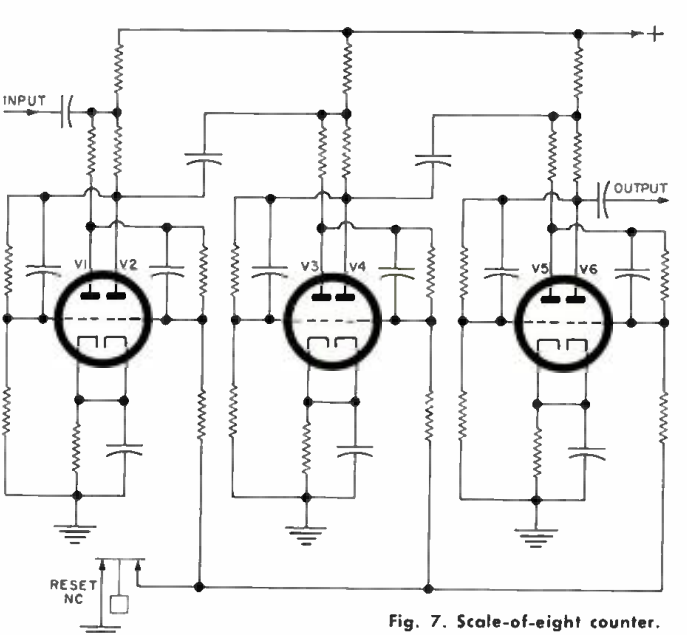 +
INPUT
OUTPUT
V1 V2
V3 V4
V5 V6
RESET
NC
Fig. 7. Scale-of-eight counter.